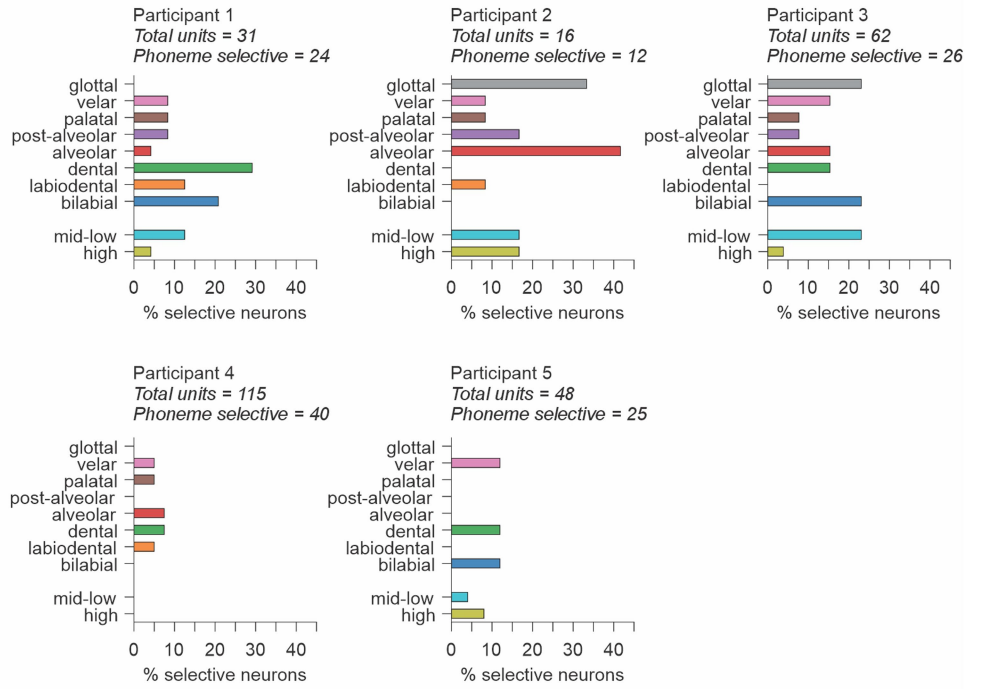 Participant 1
Total units = 31
Phoneme selective = 24
glottal
velar
palatal
post-alveolar
alveolar
dental
labiodental
bilabial
mid-low
high
0 10 20 30 40
% selective neurons
Participant 2
Total units = 16
Phoneme selective = 12
glottal
velar
palatal
post-alveolar
alveolar
dental
labiodental
bilabial
mid-low
high
0 10 20 30 40
% selective neurons
Participant 3
Total units = 62
Phoneme selective = 26
glottal
velar
palatal
post-alveolar
alveolar
dental
labiodental
bilabial
mid-low
high
0 10 20 30 40
% selective neurons
Participant 4
Total units = 115
Phoneme selective = 40
glottal
velar
palatal
post-alveolar
alveolar
dental
labiodental
bilabial
mid-low
high
0 10 20 30 40
% selective neurons
Participant 5
Total units = 48
Phoneme selective = 25
glottal
velar
palatal
post-alveolar
alveolar
dental
labiodental
bilabial
mid-low
high
0 10 20 30 40
% selective neurons